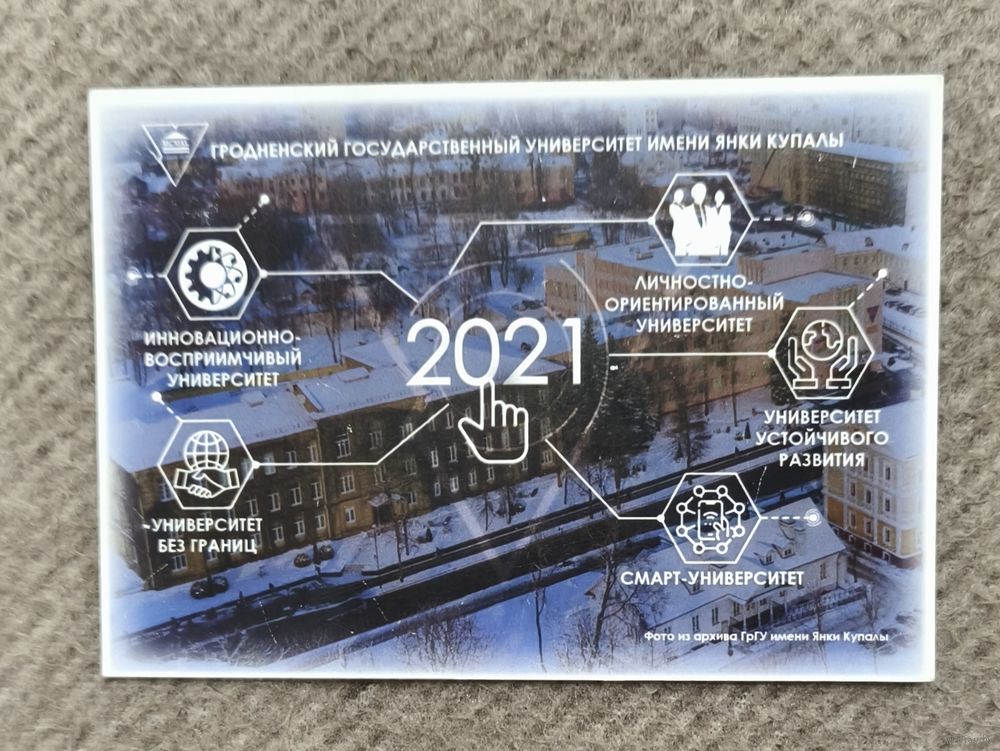 MCMXL
ГРОДНЕНСКИЙ ГОСУДАРСТВЕННЫЙ УНИВЕРСИТЕТ ИМЕНИ ЯНКИ КУПАЛЫ
ЛИЧНОСТНО-
ОРИЕНТИРОВАННЫЙ
УНИВЕРСИТЕТ
ИННОВАЦИОННО-
ВОСПРИИМЧИВЫЙ
УНИВЕРСИТЕТ
2021
УНИВЕРСИТЕТ
УСТОЙЧИВОГО
РАЗВИТИЯ
УНИВЕРСИТЕТ
БЕЗ ГРАНИЦ
СМАРТ-УНИВЕРСИТЕТ
Фото из архива ГрГУ имени Янки Купалы